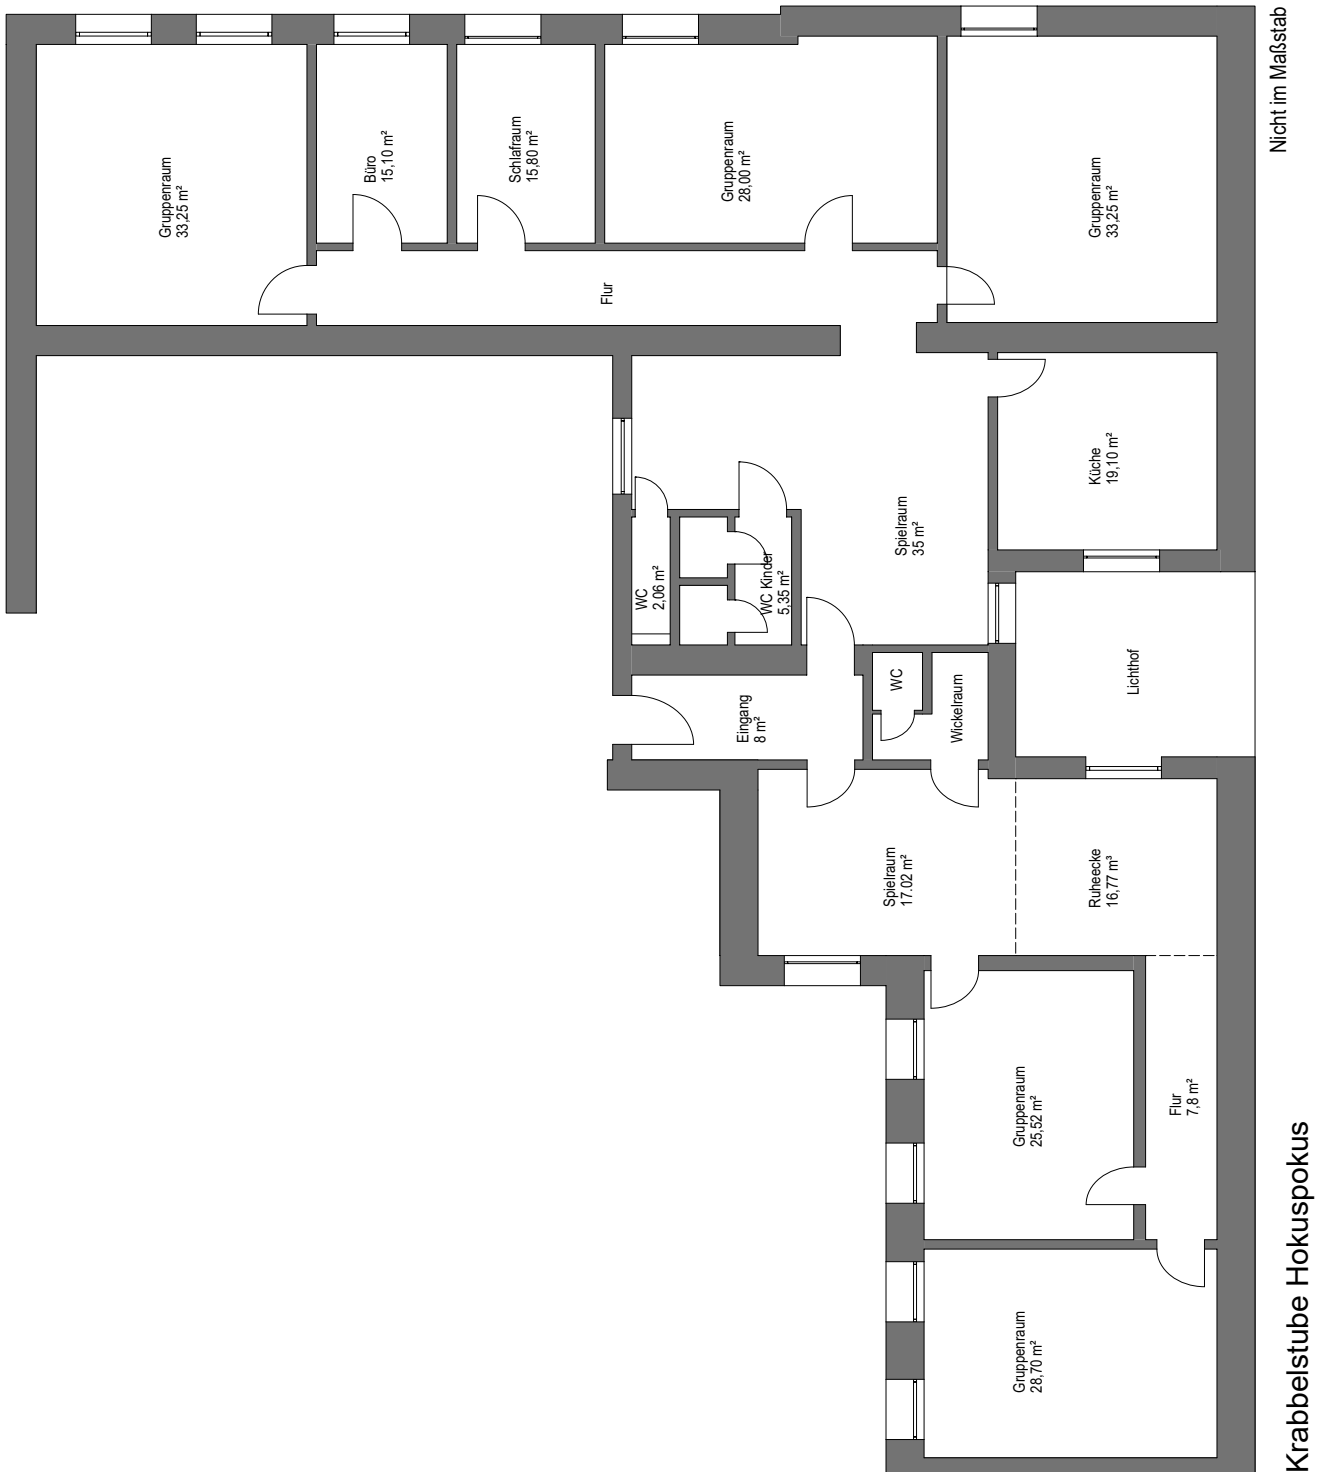 Nicht im Maßstab
Gruppenraum
33,25 m²
Büro
15,10 m²
Schlafraum
15,80 m²
Gruppenraum
28,00 m²
Gruppenraum
33,25 m²
Flur
Küche
19,10 m²
Spielraum
35 m²
WC
2,06 m²
WC Kinder
5,35 m²
Lichthof
WC
Wickelraum
Eingang
8 m²
Spielraum
17.02 m²
Ruheecke
16,77 m³
Gruppenraum
25,52 m²
Flur
7,8 m²
Gruppenraum
28,70 m²
Krabbelstube Hokuspokus